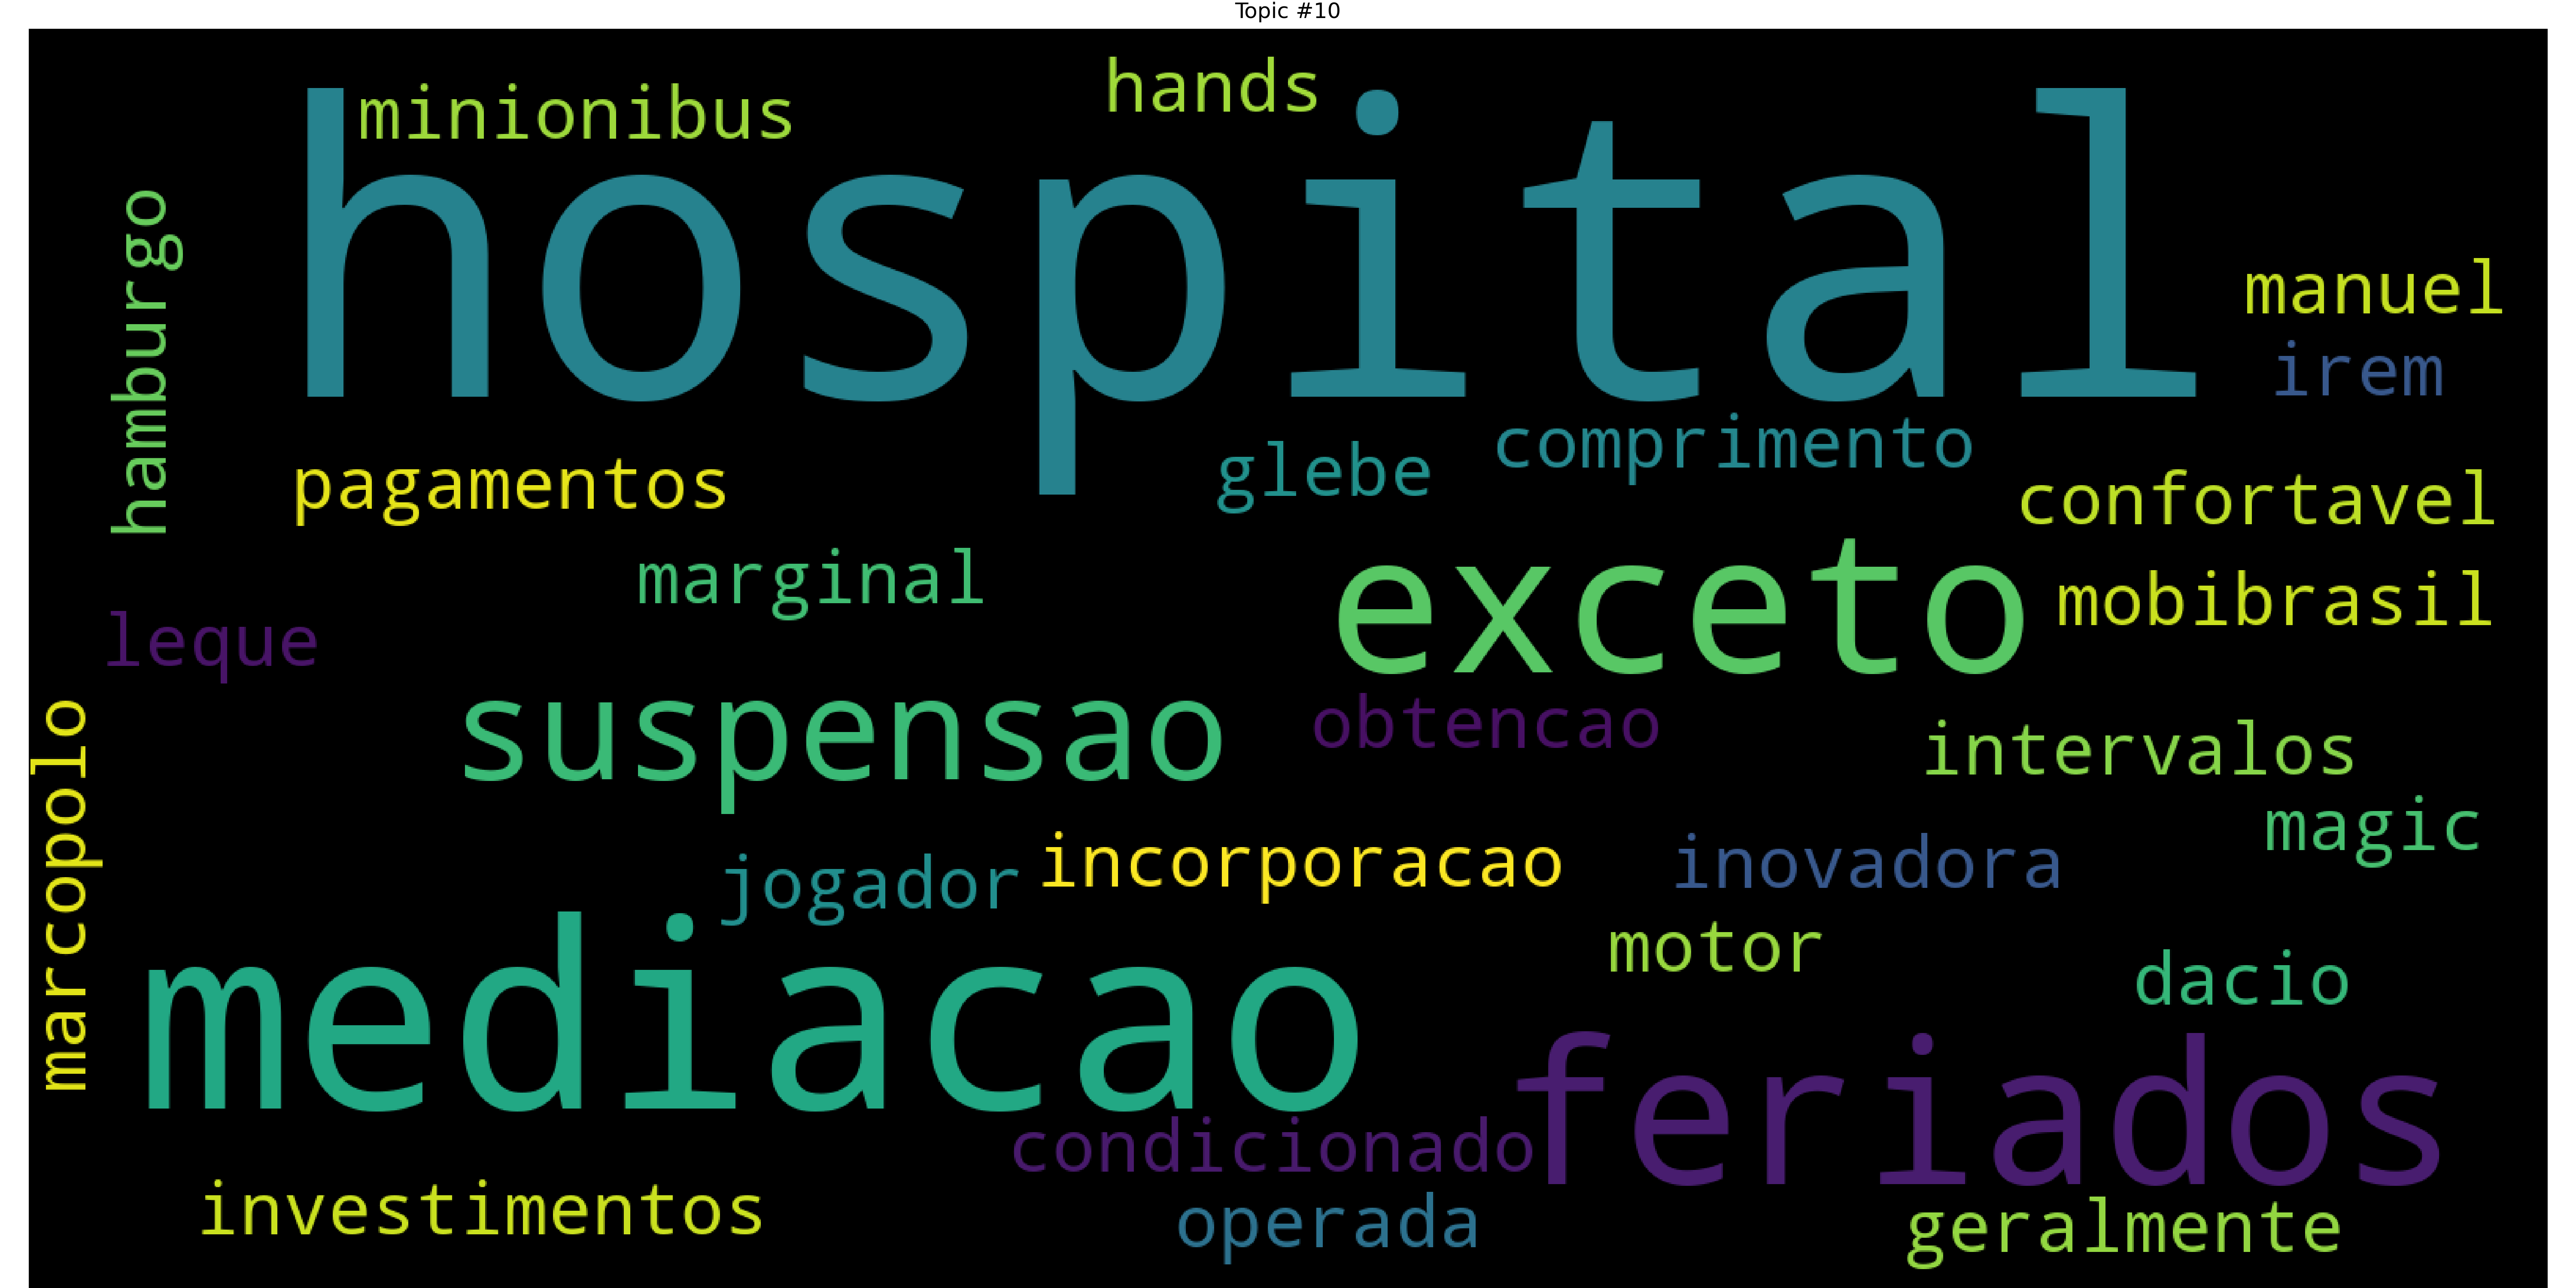 Topic #10
hands
minionibus
hospital
hamburgo
manuel
irem
comprimento
glebe
pagamentos
confortavel
marginal
exceto
mobibrasil
leque
suspensao
obtencao
intervalos
marcopolo
magic
jogador
incorporacao
inovadora
motor
dacio
mediacao
feriados
condicionado
investimentos
operada
geralmente